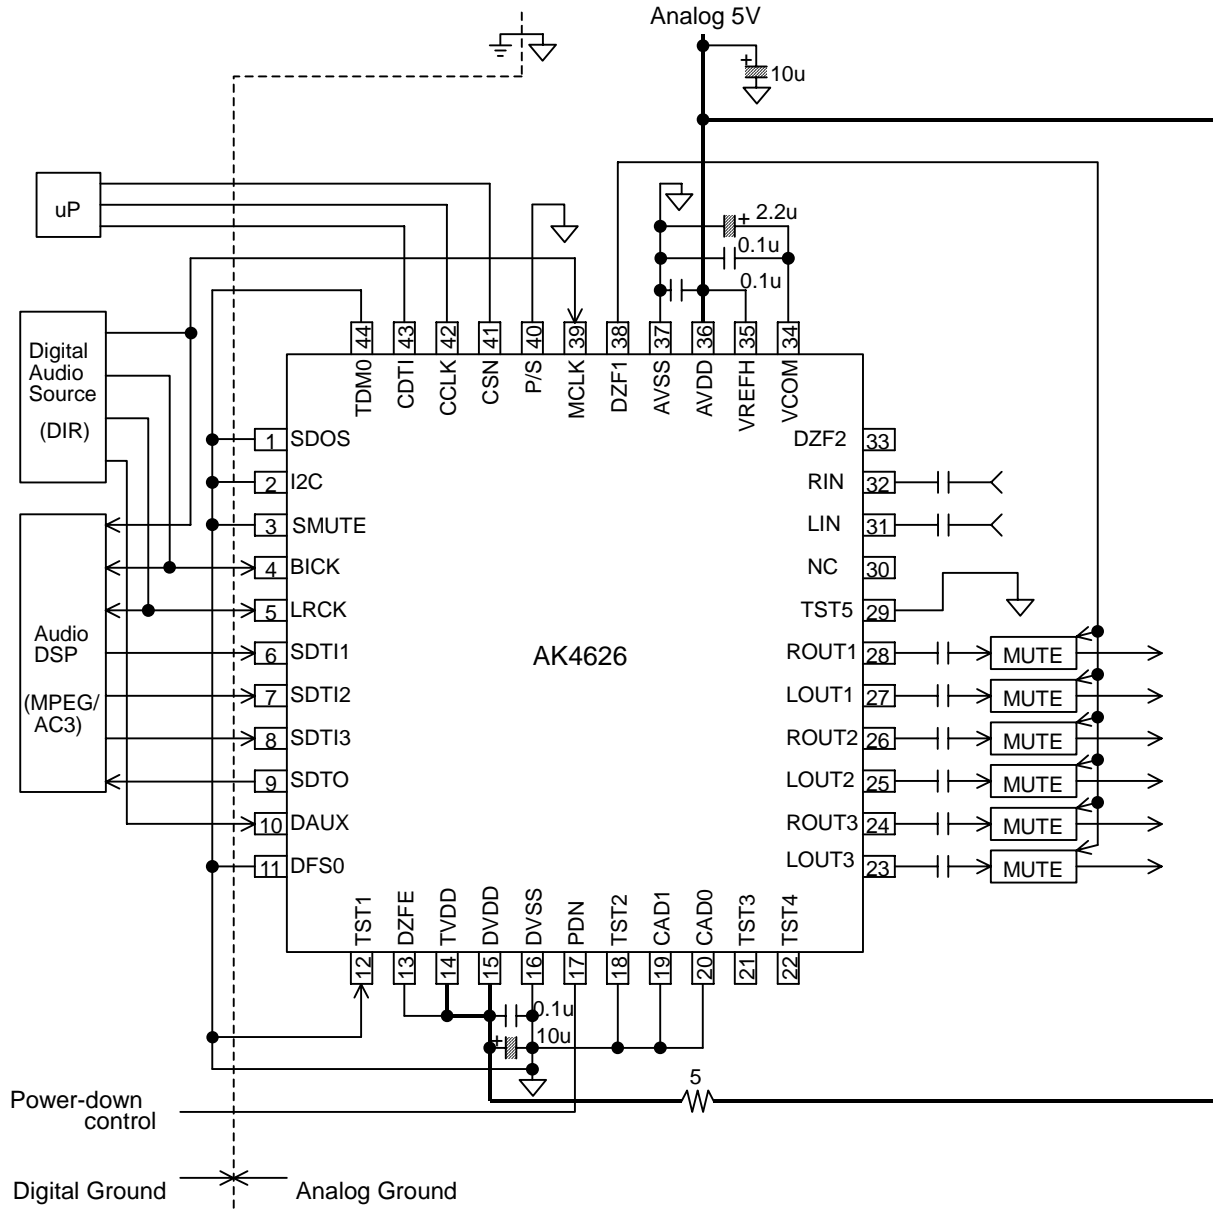 Analog 5V
+
10u
uP
+ 2.2u
0.1u
0.1u
44
43
42
41
40
39
38
37
36
35
34
TDM0
CDTI
CCLK
CSN
P/S
MCLK
DZF1
AVSS
AVDD
VREFH
VCOM
Digital
Audio
Source
(DIR)
Audio
DSP
(MPEG/
AC3)
1 SDOS
2 I2C
3 SMUTE
4 BICK
5 LRCK
6 SDTI1
7 SDTI2
8 SDTI3
9 SDTO
10 DAUX
11 DFS0
AK4626
DZF2 33
RIN 32
LIN 31
NC 30
TST5 29
ROUT1 28 MUTE
LOUT1 27 MUTE
ROUT2 26 MUTE
LOUT2 25 MUTE
ROUT3 24 MUTE
LOUT3 23 MUTE
TST1
DZFE
TVDD
DVDD
DVSS
PDN
TST2
CAD1
CAD0
TST3
TST4
12
13
14
15
16
17
18
19
20
21
22
0.1u
+
10u
5
Power-down
control
Digital Ground
Analog Ground